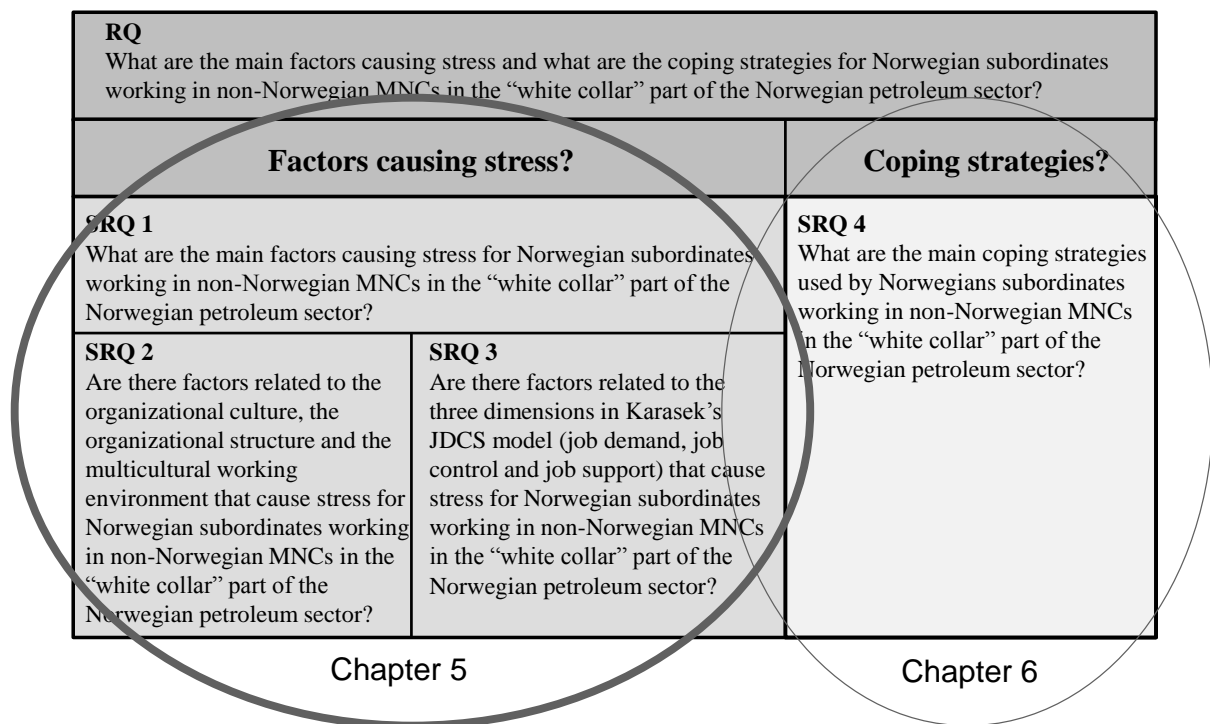 RQ
What are the main factors causing stress and what are the coping strategies for Norwegian subordinates
working in non-Norwegian MNCs in the “white collar” part of the Norwegian petroleum sector?
Factors causing stress?
Coping strategies?
SRQ 1
What are the main factors causing stress for Norwegian subordinates
working in non-Norwegian MNCs in the “white collar” part of the
Norwegian petroleum sector?
SRQ 2
Are there factors related to the
organizational culture, the
organizational structure and the
multicultural working
environment that cause stress for
Norwegian subordinates working
in non-Norwegian MNCs in the
“white collar” part of the
Norwegian petroleum sector?
SRQ 3
Are there factors related to the
three dimensions in Karasek’s
JDCS model (job demand, job
control and job support) that cause
stress for Norwegian subordinates
working in non-Norwegian MNCs
in the “white collar” part of the
Norwegian petroleum sector?
SRQ 4
What are the main coping strategies
used by Norwegians subordinates
working in non-Norwegian MNCs
in the “white collar” part of the
Norwegian petroleum sector?
Chapter 5
Chapter 6